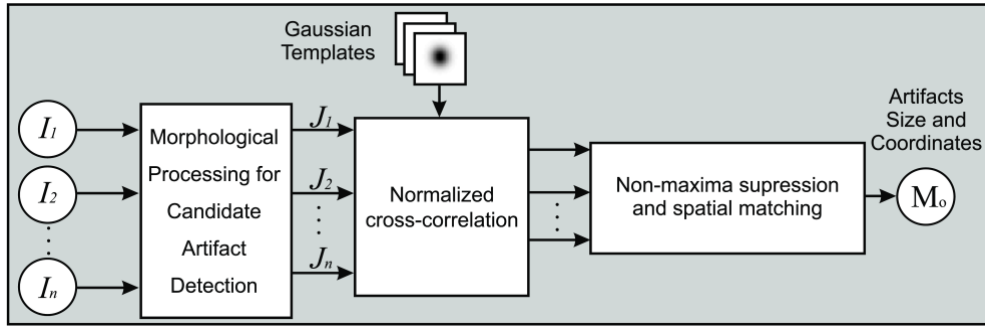 Gaussian
Templates
I1
I2
In
Morphological
Processing for
Candidate
Artifact
Detection
J1
J2
Jn
Normalized
cross-correlation
Non-maxima supression
and spatial matching
Artifacts
Size and
Coordinates
Mo